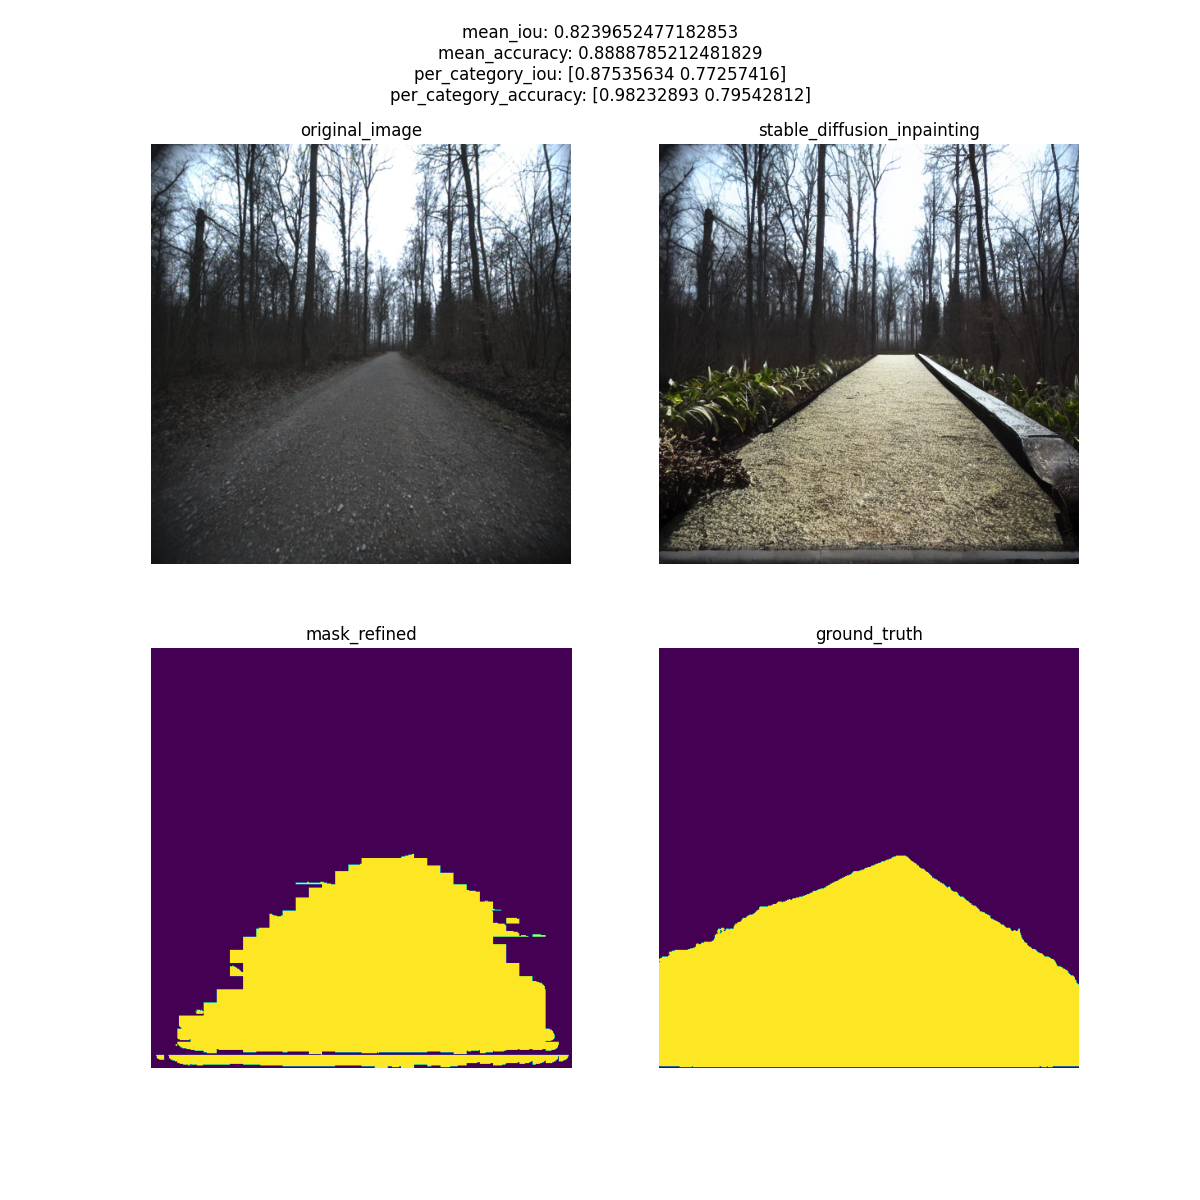 mean_iou: 0.8239652477182853
mean_accuracy: 0.8888785212481829
per_category_iou: [0.87535634 0.77257416]
per_category_accuracy: [0.98232893 0.79542812]
original_image
stable_diffusion_inpainting
mask_refined
ground_truth